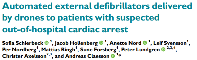 Automated external defibrillators delivered
by drones to patients with suspected
out-of-hospital cardiac arrest
Sofia Schierbeck *, Jacob Hollenberg , Anette Nord , Leif Svensson ,
Per Nordberg , Mattias Ringh , Sune Forsberg , Peter Lundgren
Christer Axelsson , and Andreas Claesson